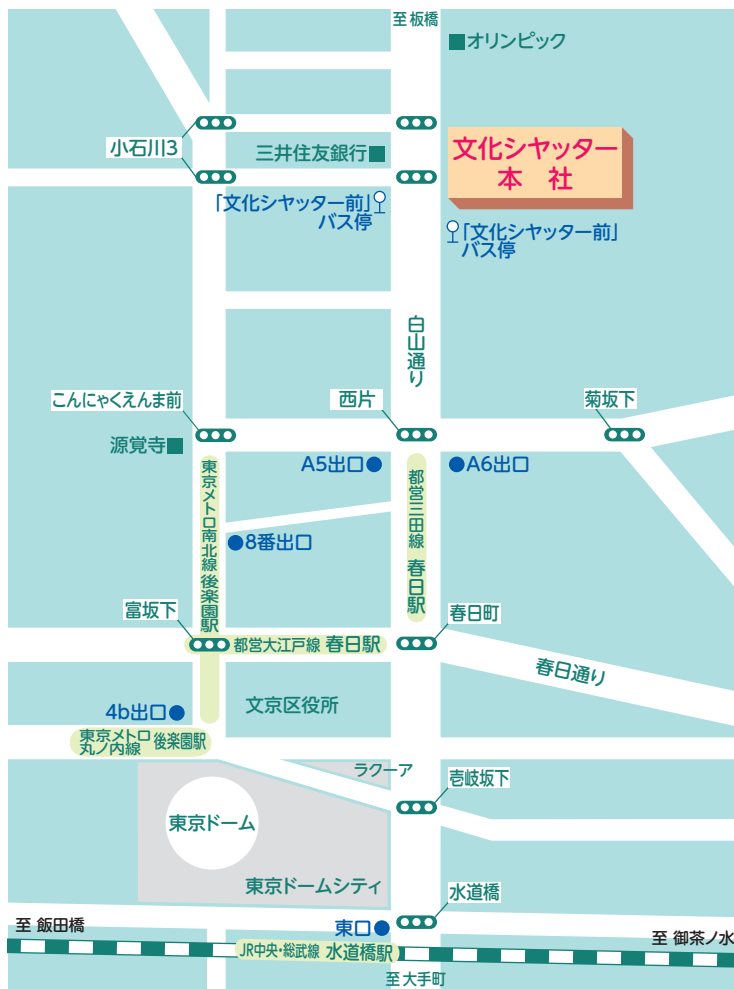 至 板橋
オリンピック
小石川3
三井住友銀行
文化シヤッター
本 社
「文化シヤッター前」
バス停
「文化シヤッター前」
バス停
白山通り
こんにゃくえんま前
西片
菊坂下
源覚寺
A5出口
A6出口
東京メトロ南北線 後楽園駅
都営三田線 春日駅
8番出口
富坂下
春日町
都営大江戸線 春日駅
春日通り
文京区役所
4b出口
東京メトロ
丸ノ内線 後楽園駅
ラクーア
壱岐坂下
東京ドーム
東京ドームシティ
水道橋
至 飯田橋
東口
至 御茶ノ水
JR中央・総武線 水道橋駅
至 大手町